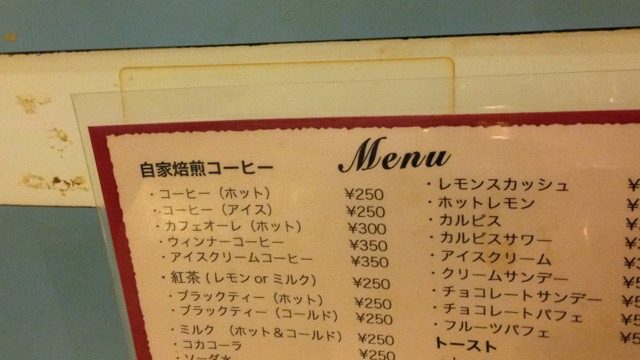 Menu
自家焙煎コーヒー
・コーヒー（ホット） ¥250
・コーヒー（アイス） ¥250
・カフェオーレ（ホット） ¥300
・ウィンナーコーヒー ¥350
・アイスクリームコーヒー ¥350
・紅茶（レモン or ミルク） ¥250
・ブラックティー（ホット） ¥250
・ブラックティー（コールド） ¥250
・ミルク （ホット＆コールド） ¥250
・コカコーラ ¥250
・ソーダ水
・レモンスカッシュ ¥
・ホットレモン ¥
・カルピス
・カルピスサワー
・アイスクリーム
・クリームサンデー
・チョコレートサンデー
・チョコレートパフェ
・フルーツパフェ
トースト